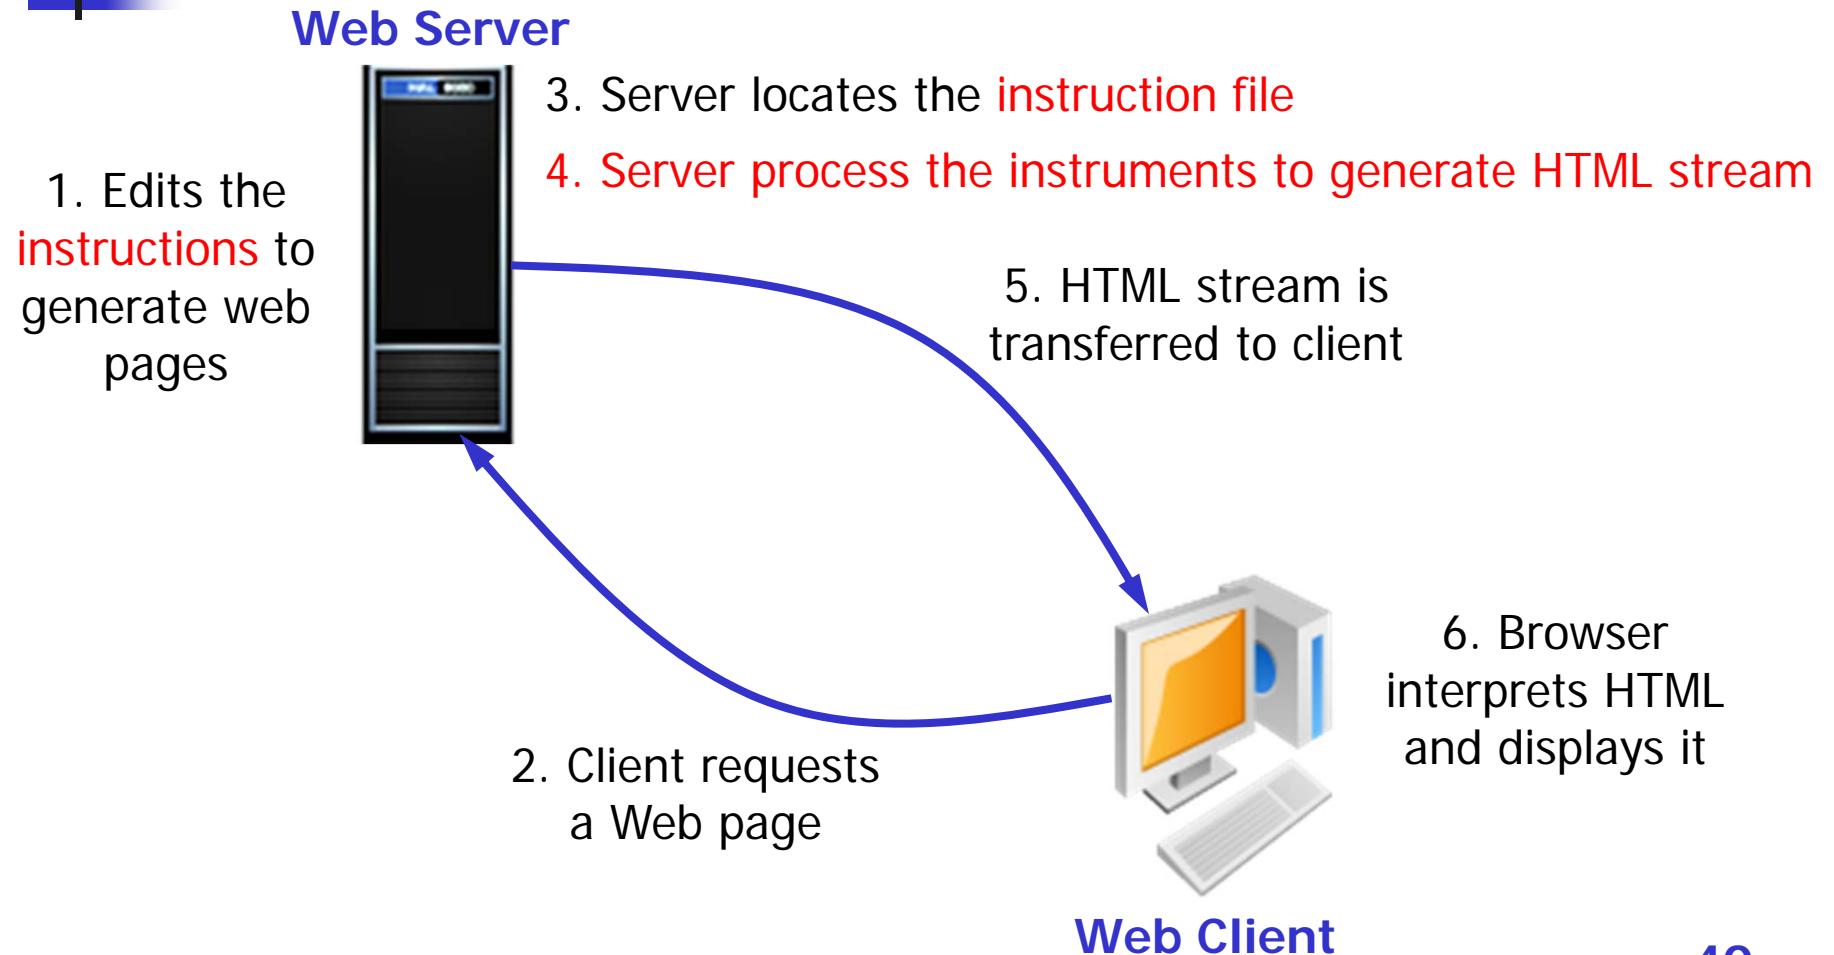 Web Server
3. Server locates the instruction file
4. Server process the instruments to generate HTML stream
1. Edits the
instructions to
generate web
pages
5. HTML stream is
transferred to client
2. Client requests
a Web page
6. Browser
interprets HTML
and displays it
Web Client